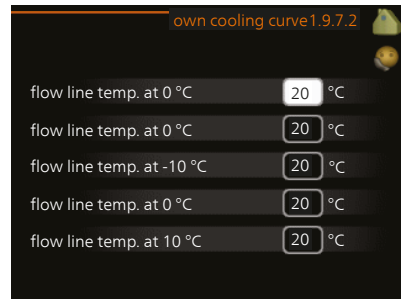 own cooling curve1.9.7.2
flow line temp. at 0 °C 20 °C
flow line temp. at 0 °C 20 °C
flow line temp. at -10 °C 20 °C
flow line temp. at 0 °C 20 °C
flow line temp. at 10 °C 20 °C